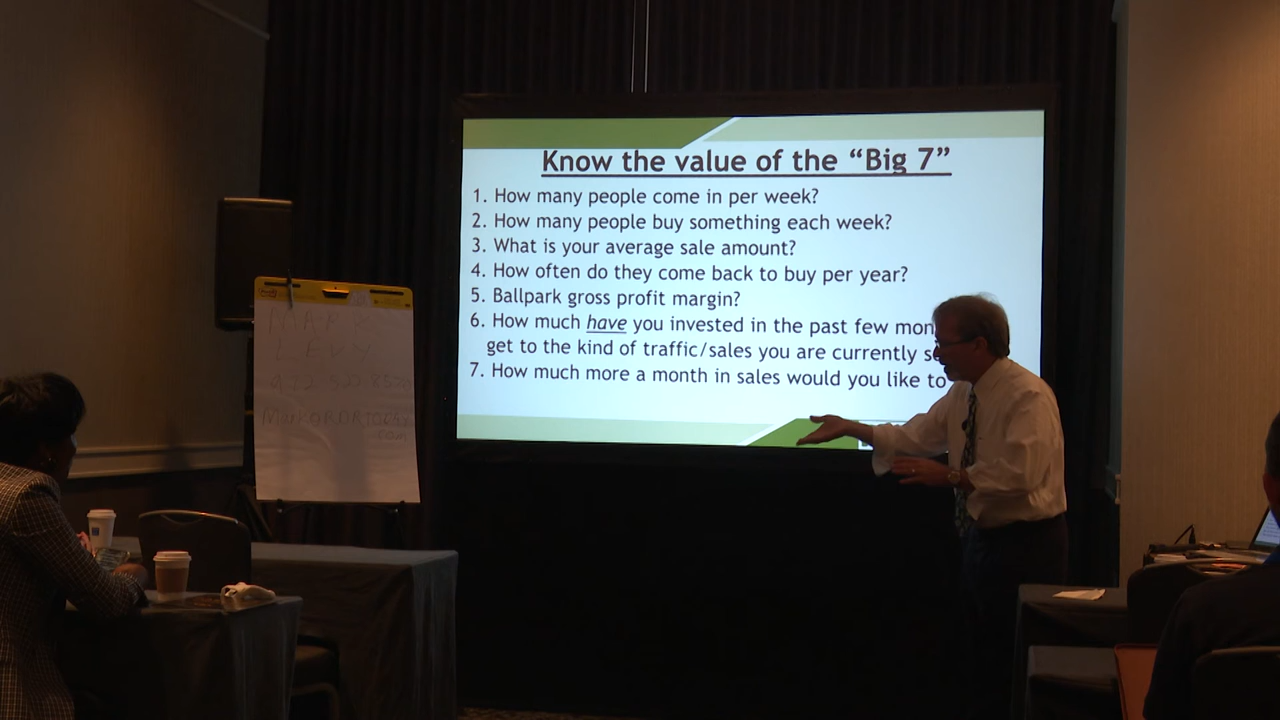 Know the value of the “Big 7”
1. How many people come in per week?
2. How many people buy something each week?
3. What is your average sale amount?
4. How often do they come back to buy per year?
5. Ballpark gross profit margin?
6. How much have you invested in the past few
get to the kind of traffic/sales you are currently
7. How much more a month in sales would you like to
MARK
LEVY